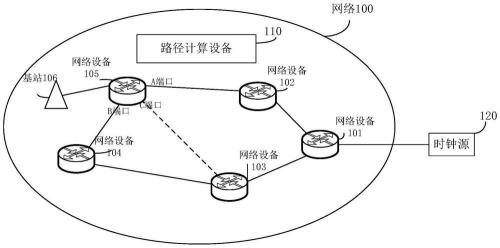 网络100
110
路径计算设备
网络设备
105
基站106
A端口
B端口
C端口
网络设备
102
网络设备
101
120
时钟源
网络设备
104
网络设备
103